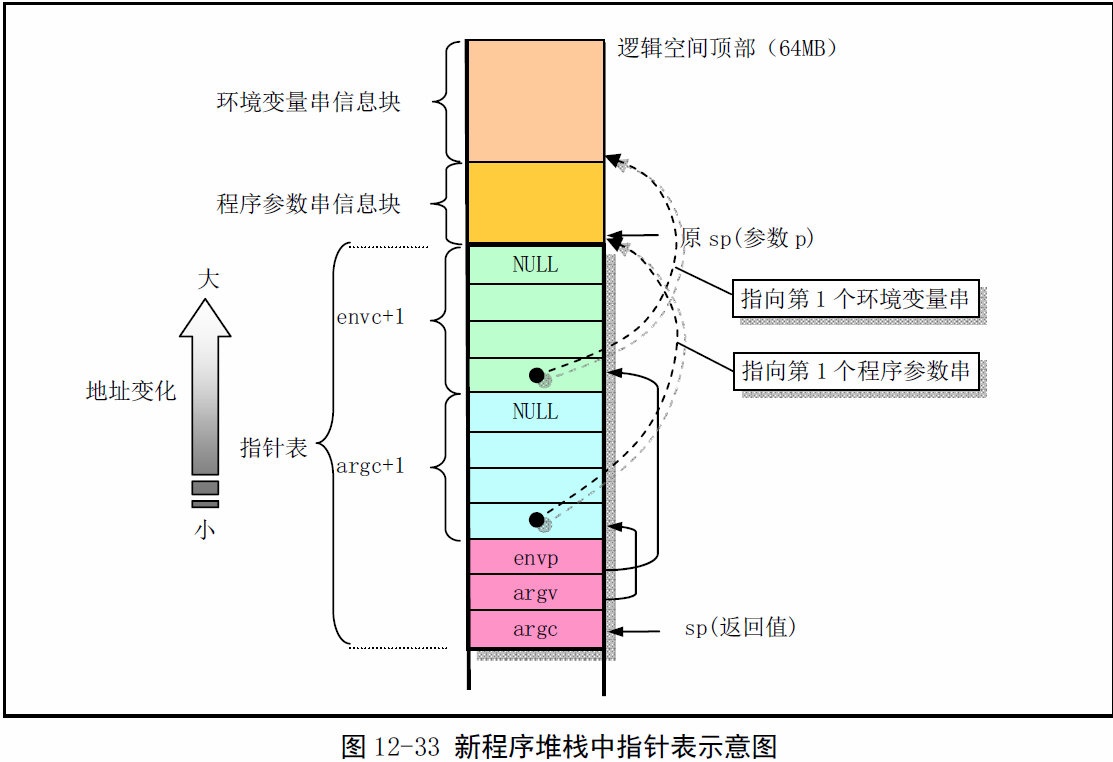 逻辑空间顶部（64MB）
环境变量串信息块
程序参数串信息块
原 sp(参数 p)
NULL
大
指向第 1 个环境变量串
envc+1
指向第 1 个程序参数串
地址变化
NULL
指针表
argc+1
小
envp
argv
argc
sp(返回值)
图 12-33 新程序堆栈中指针表示意图